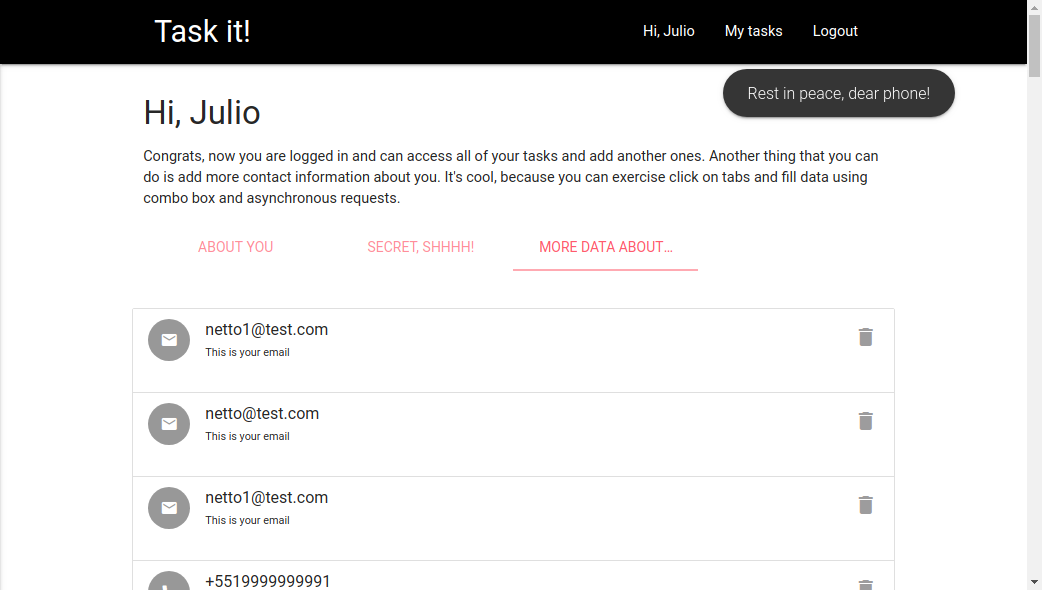 Task it!
Hi, Julio
My tasks
Logout
Rest in peace, dear phone!
Hi, Julio
Congrats, now you are logged in and can access all of your tasks and add another ones. Another thing that you can
do is add more contact information about you. It's cool, because you can exercise click on tabs and fill data using
combo box and asynchronous requests.
ABOUT YOU
SECRET, SHHHH!
MORE DATA ABOUT...
netto1@test.com
This is your email
netto@test.com
This is your email
netto1@test.com
This is your email
+5519999999991